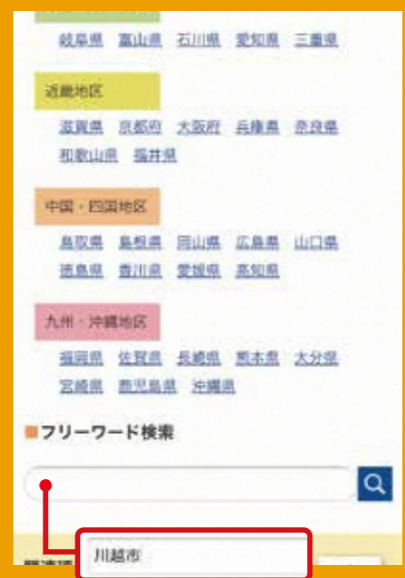 岐阜県 富山県 石川県 愛知県 三重県
近畿地区
滋賀県 京都府 大阪府 兵庫県 奈良県
和歌山県 福井県
中国・四国地区
鳥取県 島根県 岡山県 広島県 山口県
徳島県 香川県 愛媛県 高知県
九州・沖縄地区
福岡県 佐賀県 長崎県 熊本県 大分県
宮崎県 鹿児島県 沖縄県
フリーワード検索
川越市